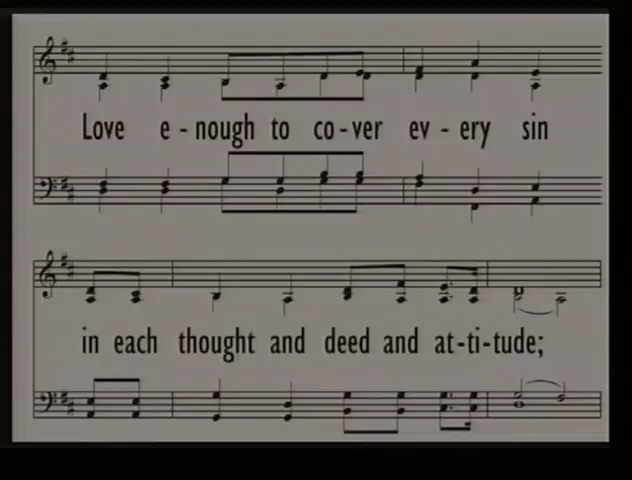 Love e - nough to co - ver ev - ery sin
in each thought and deed and at - ti - tude;